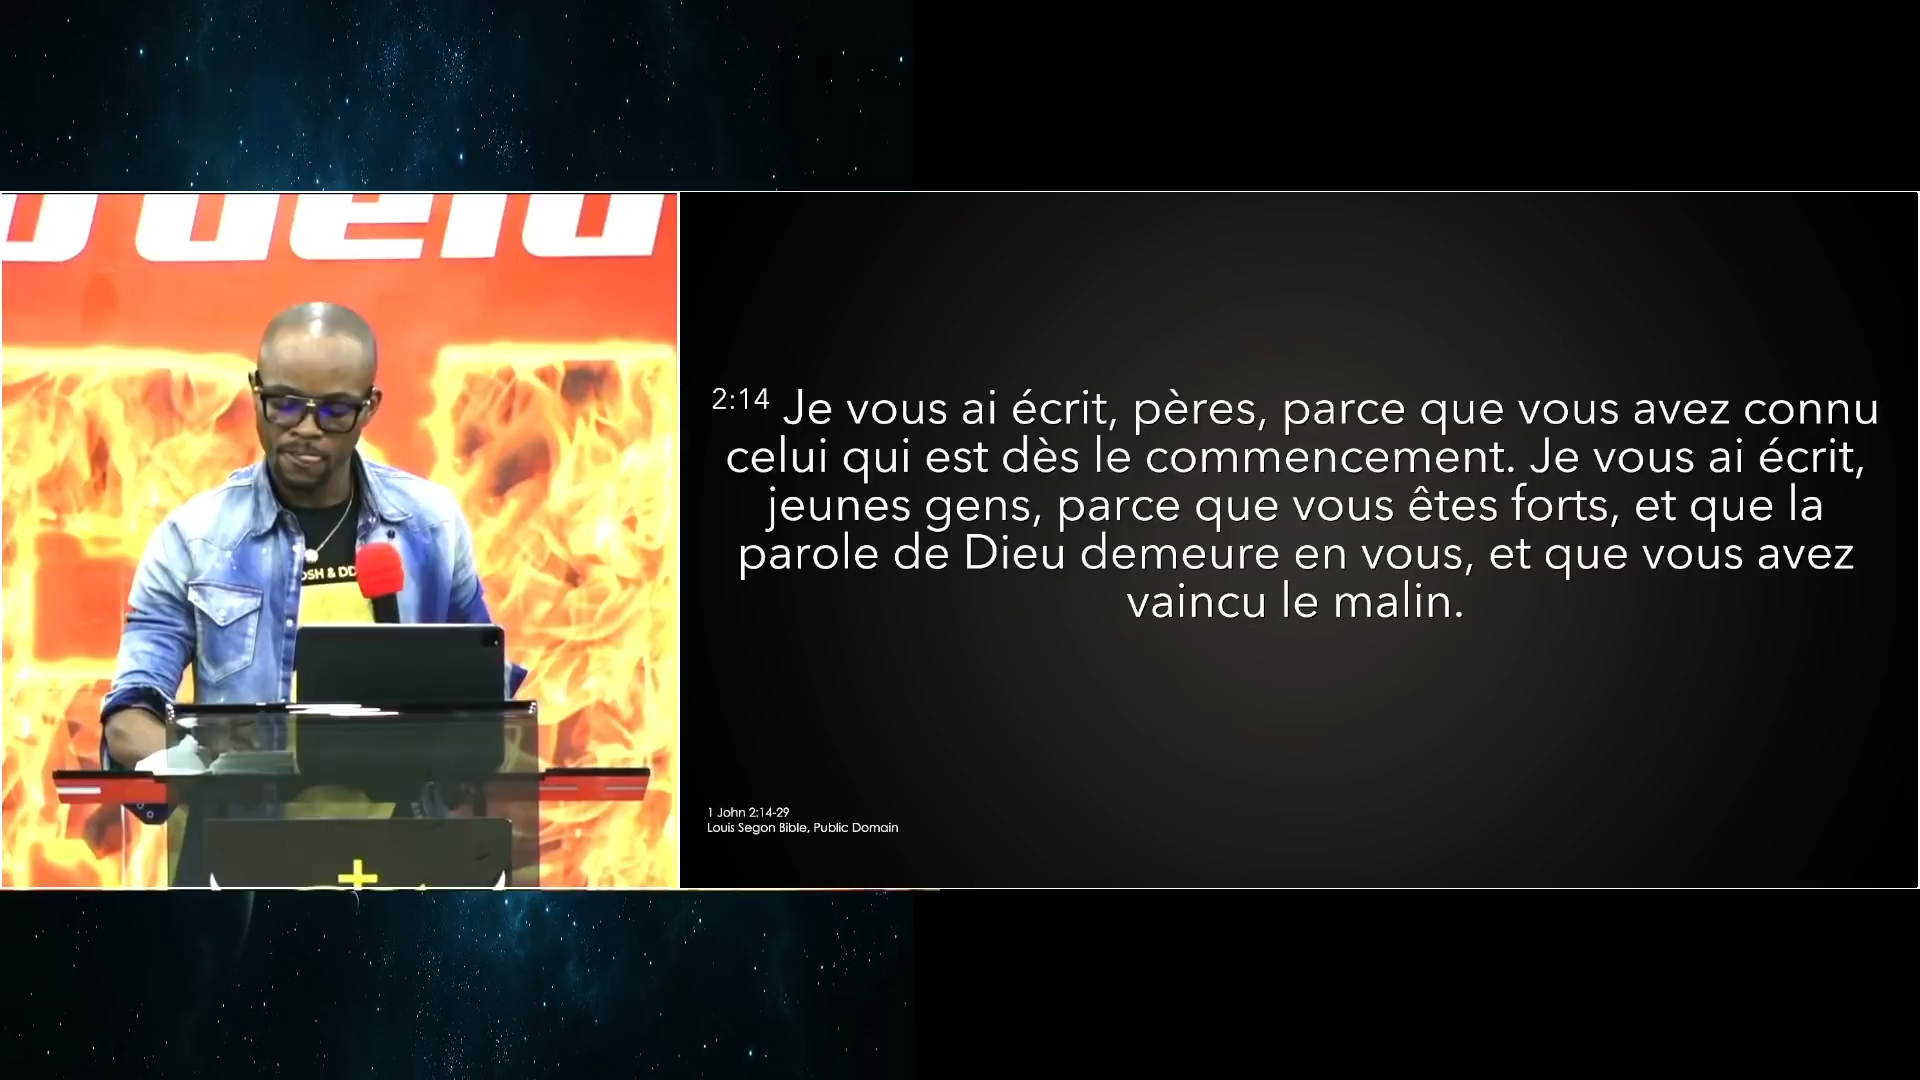 2:14 Je vous ai écrit, pères, parce que vous avez connu
celui qui est dès le commencement. Je vous ai écrit,
jeunes gens, parce que vous êtes forts, et que la
parole de Dieu demeure en vous, et que vous avez
vaincu le malin.
1 John 2:14-29
Louis Segon Bible, Public Domain